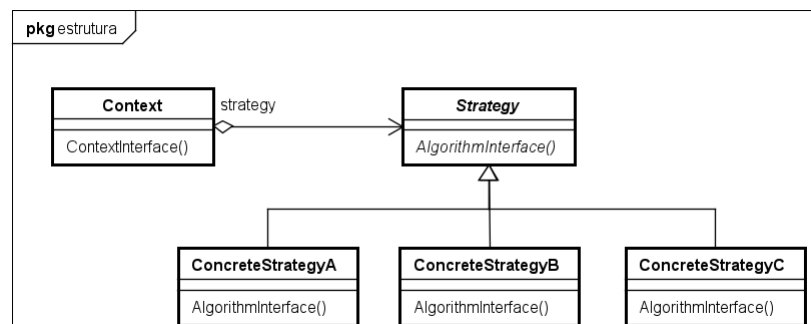 pkg estrutura
Context
strategy
Strategy
ContextInterface()
AlgorithmInterface()
ConcreteStrategyA
ConcreteStrategyB
ConcreteStrategyC
AlgorithmInterface()
AlgorithmInterface()
AlgorithmInterface()